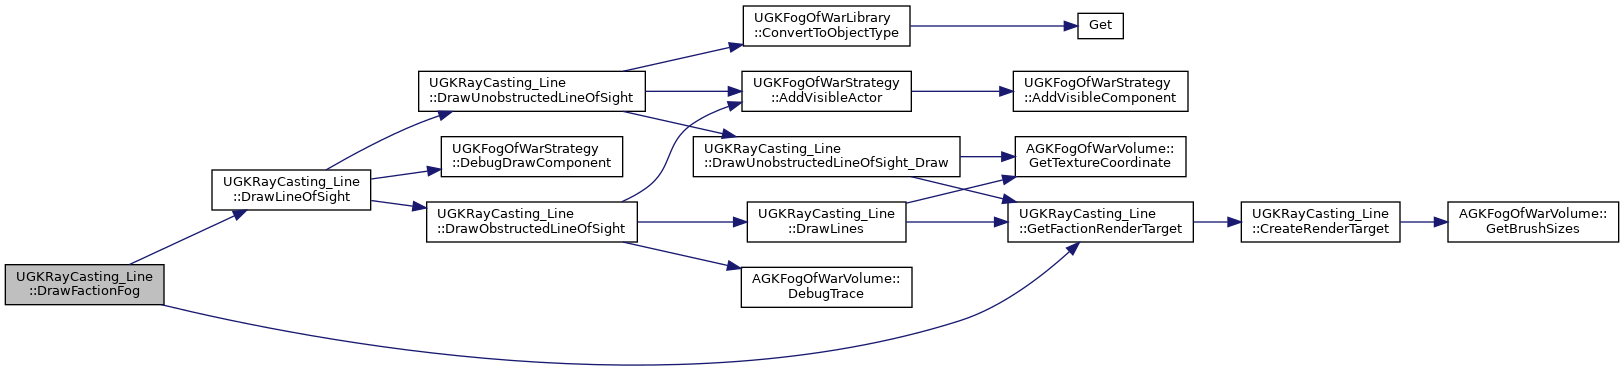 UGKRayCasting_Line
::DrawFactionFog
UGKRayCasting_Line
::DrawLineOfSight
UGKRayCasting_Line
::DrawUnobstructedLineOfSight
UGKFogOfWarStrategy
::DebugDrawComponent
UGKRayCasting_Line
::DrawObstructedLineOfSight
UGKFogOfWarLibrary
::ConvertToObjectType
UGKFogOfWarStrategy
::AddVisibleActor
UGKRayCasting_Line
::DrawUnobstructedLineOfSight_Draw
UGKRayCasting_Line
::DrawLines
AGKFogOfWarVolume::
DebugTrace
Get
UGKFogOfWarStrategy
::AddVisibleComponent
AGKFogOfWarVolume::
GetTextureCoordinate
UGKRayCasting_Line
::GetFactionRenderTarget
UGKRayCasting_Line
::CreateRenderTarget
AGKFogOfWarVolume::
GetBrushSizes